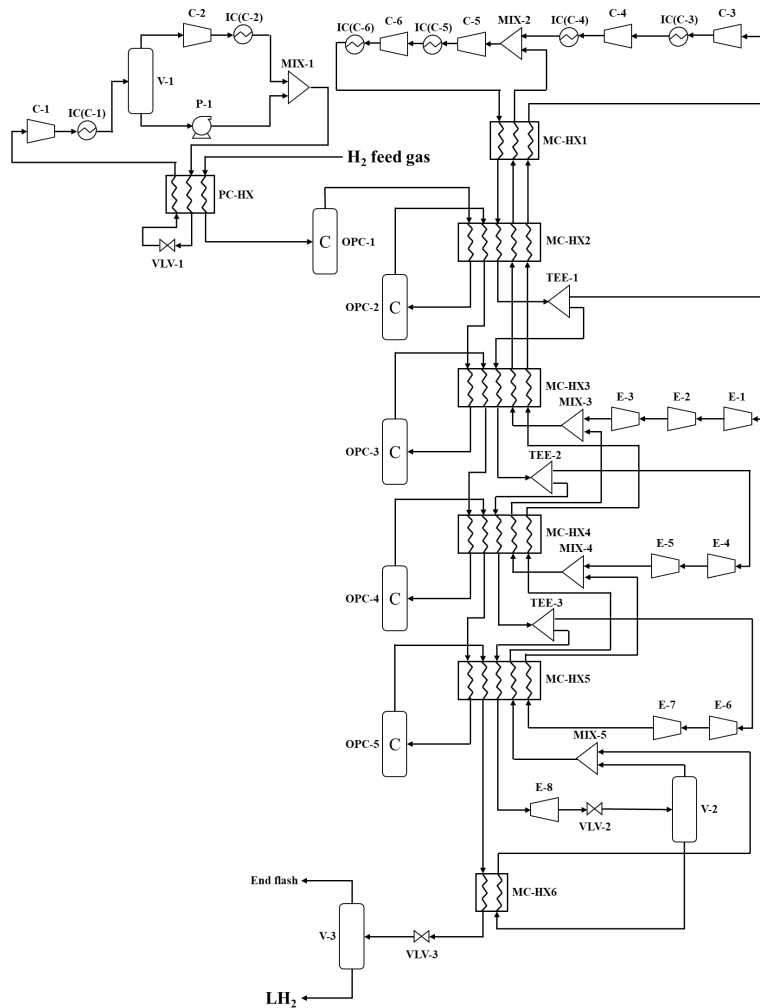 C-2 IC(C-2) IC(C-6) C-6 IC(C-5) C-5 MIX-2 IC(C-4) C-4 IC(C-3) C-3
C-1 IC(C-1) V-1 P-1 MIX-1
MC-HX1
H₂ feed gas
PC-HX
VLV-1
C OPC-1
MC-HX2
TEE-1
OPC-2 C
MC-HX3
MIX-3 E-3 E-2 E-1
OPC-3 C
TEE-2
MC-HX4
MIX-4 E-5 E-4
OPC-4 C
TEE-3
MC-HX5
E-7 E-6
OPC-5 C
MIX-5
E-8
VLV-2
V-2
End flash
MC-HX6
V-3
VLV-3
LH₂